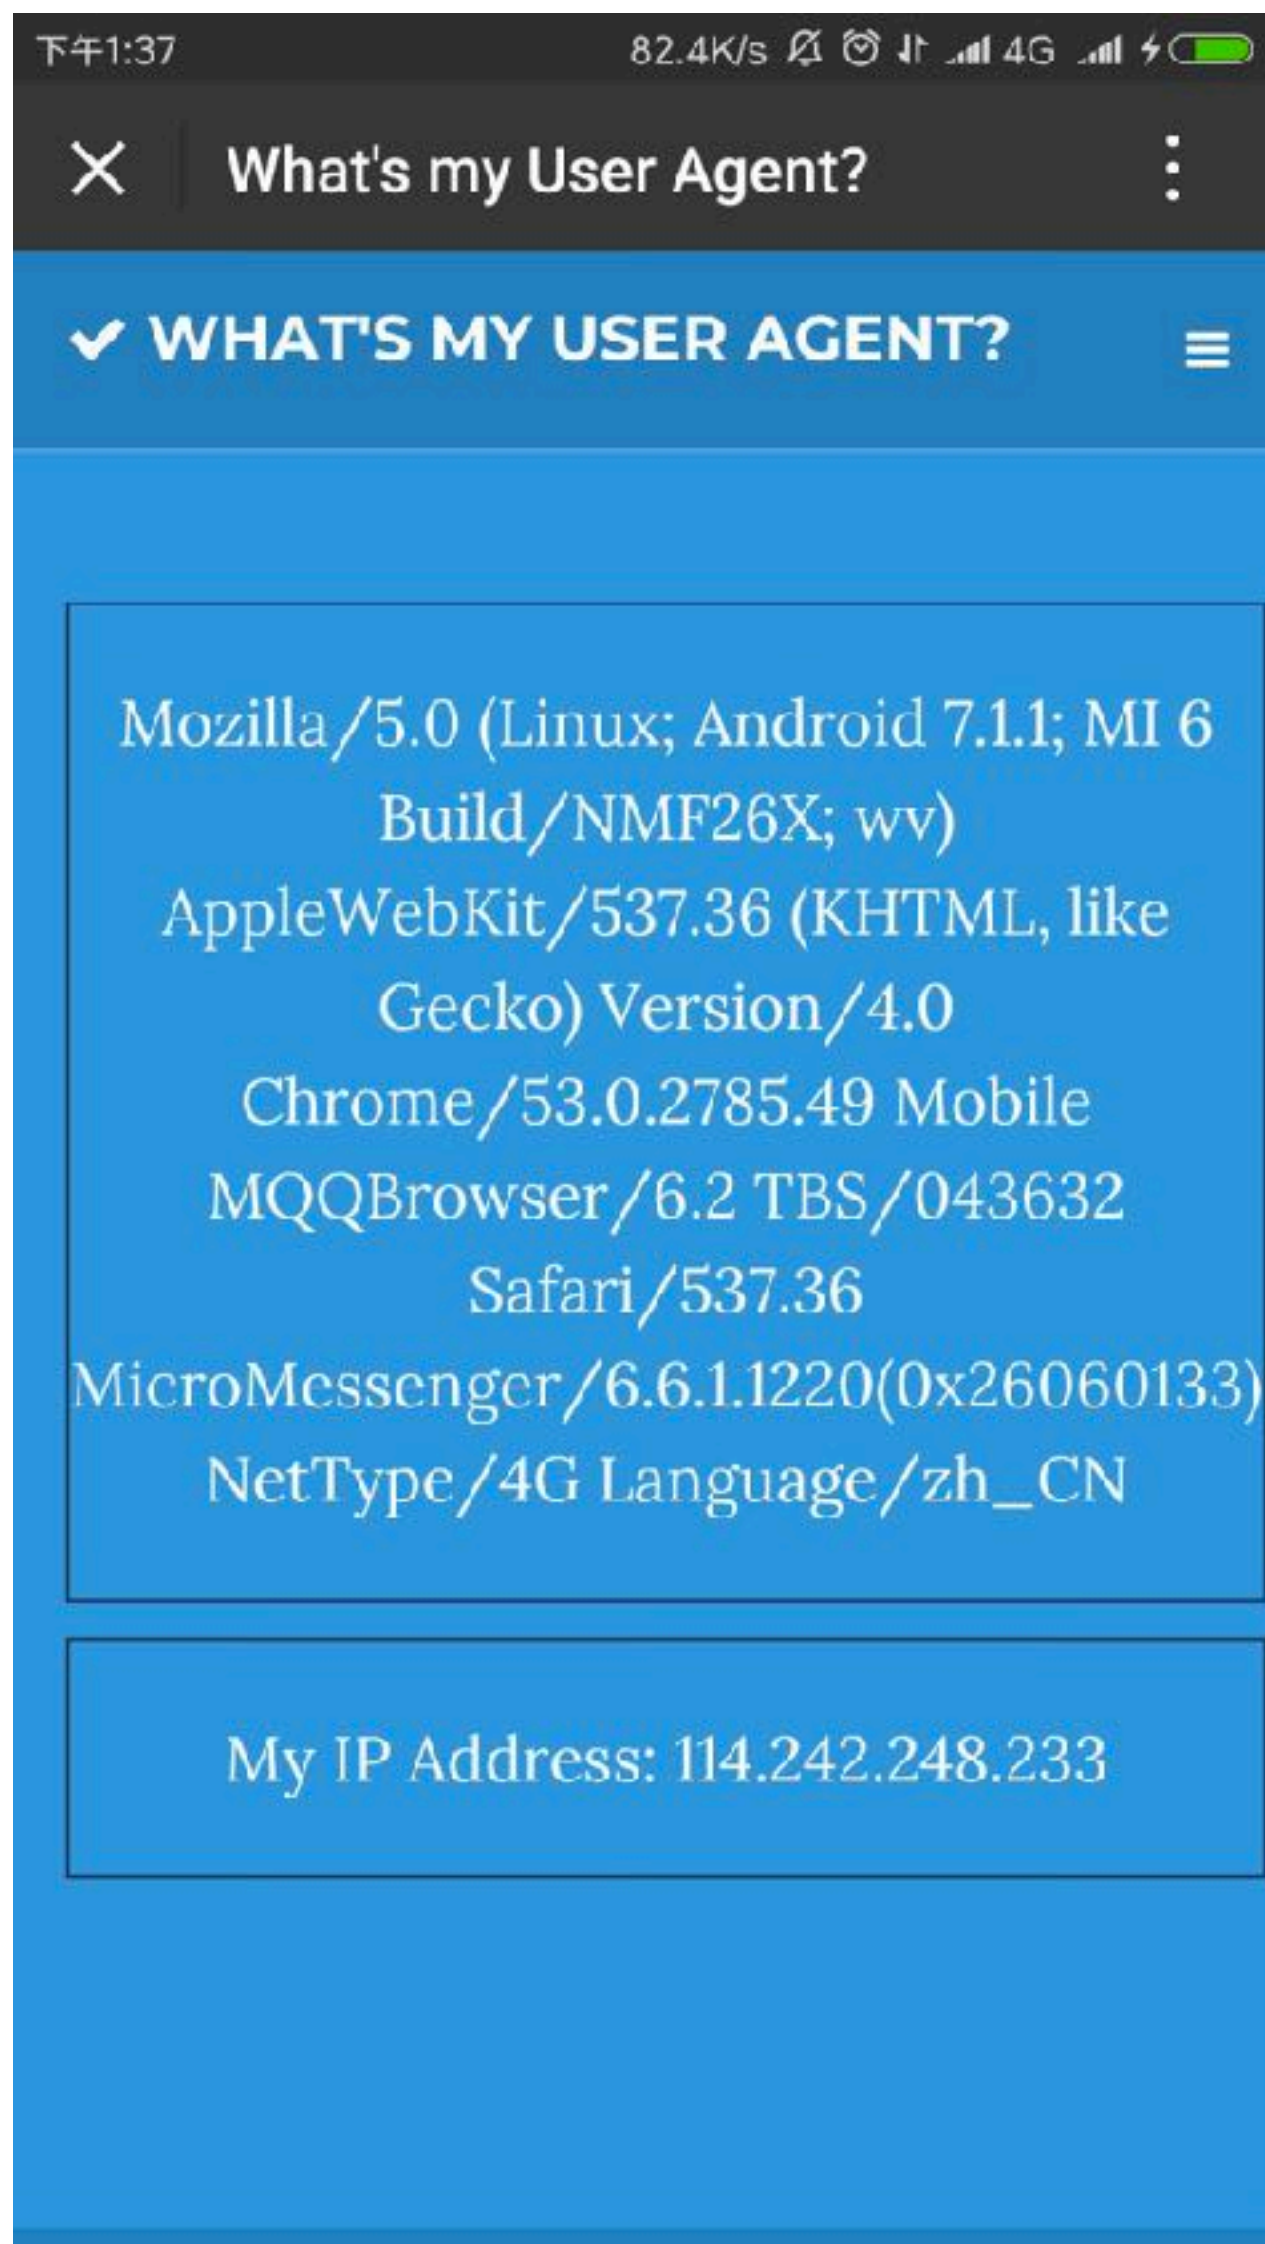 下午1:37 82.4K/s 4G
What's my User Agent?
WHAT'S MY USER AGENT?
Mozilla/5.0 (Linux; Android 7.1.1; MI 6
Build/NMF26X; wv)
AppleWebKit/537.36 (KHTML, like
Gecko) Version/4.0
Chrome/53.0.2785.49 Mobile
MQQBrowser/6.2 TBS/043632
Safari/537.36
MicroMessenger/6.6.1.1220(0x26060133)
NetType/4G Language/zh_CN
My IP Address: 114.242.248.233